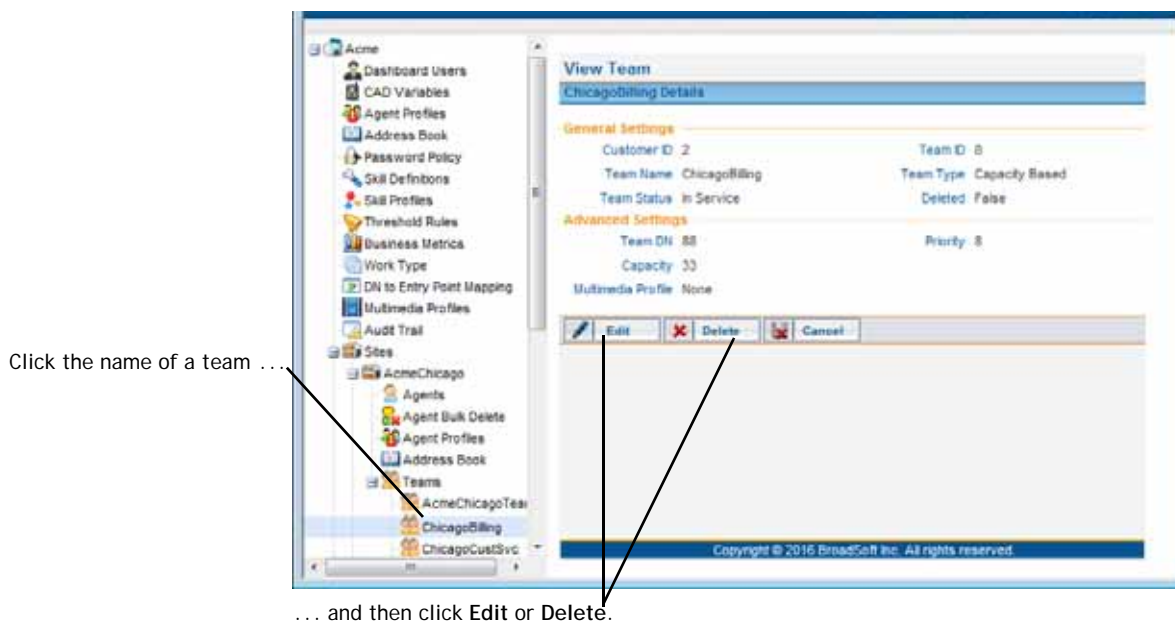 Acme
Dashboard Users
CAD Variables
Agent Profiles
Address Book
Password Policy
Skill Definitions
Skill Profiles
Threshold Rules
Business Metrics
Work Type
DN to Entry Point Mapping
Multimedia Profiles
Audit Trail
Sites
AcmeChicago
Agents
Agent Bulk Delete
Agent Profiles
Address Book
Teams
AcmeChicagoTea
ChicagoBilling
ChicagoCustSvc
View Team
ChicagoBilling Details
General Settings
Customer ID 2 Team ID 8
Team Name ChicagoBilling Team Type Capacity Based
Team Status In Service Deleted False
Advanced Settings
Team DN 88 Priority 8
Capacity 33
Multimedia Profile None
Edit Delete Cancel
Copyright © 2016 BroadSoft Inc. All rights reserved.
Click the name of a team ...
... and then click Edit or Delete.